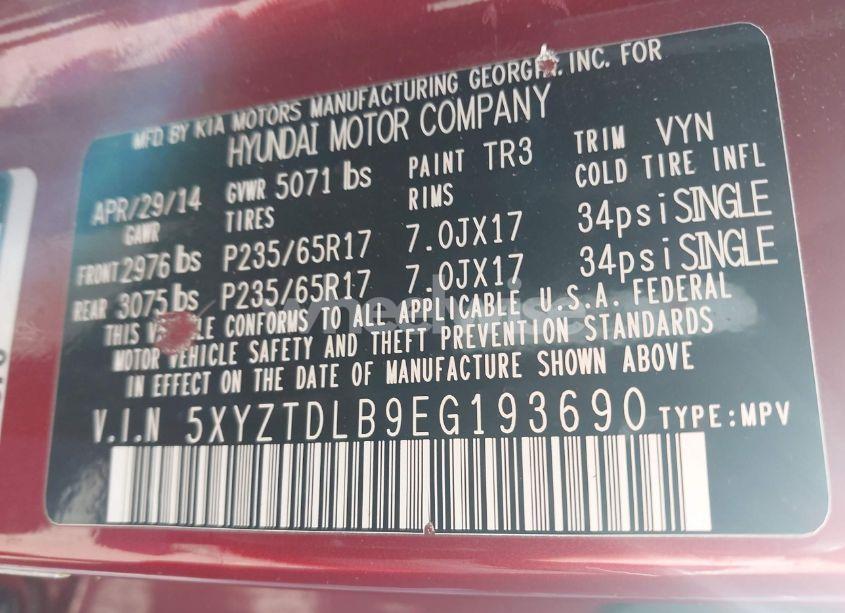 MFD BY KIA MOTORS MANUFACTURING GEORGIA. INC. FOR
HYUNDAI MOTOR COMPANY
APR/29/14 GVWR 5071 lbs PAINT TR3 TRIM VYN
GAWR TIRES RIMS COLD TIRE INFL
FRONT 2976 lbs P235/65R17 7.0JX17 34psi SINGLE
REAR 3075 lbs P235/65R17 7.0JX17 34psi SINGLE
THIS VEHICLE CONFORMS TO ALL APPLICABLE U.S.A. FEDERAL
MOTOR VEHICLE SAFETY AND THEFT PREVENTION STANDARDS
IN EFFECT ON THE DATE OF MANUFACTURE SHOWN ABOVE
V.I.N 5XYZTDLB9EG193690 TYPE:MPV